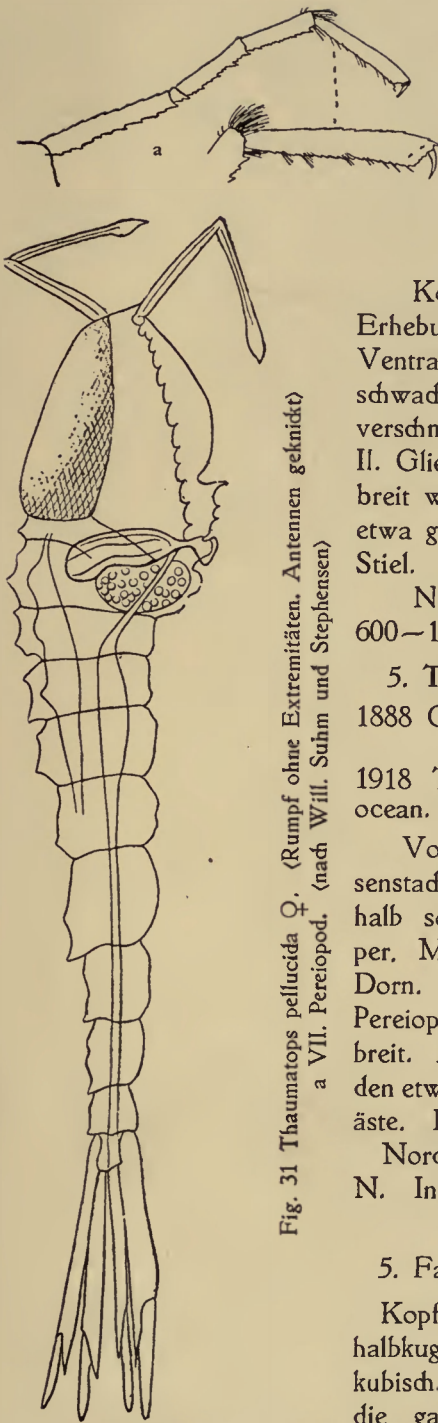 a
Fig. 31 Thaumatops pellucida ♀. ⟨Rumpf ohne Extremitäten. Antennen geknickt⟩
a VII. Pereiopod. ⟨nach Will. Suhm und Stephensen⟩
Erhebu
Ventra
schwad
verschm
II. Glie
breit w
etwa g
Stiel.
N
600—1
5. T
1888 C
1918 T
ocean.
Vo
senstad
halb s
per. M
Dorn.
Pereiop
breit.
den etw
äste.
Nord
N. In
5. Fa
Kopf
halbkug
kubisch.
die ga